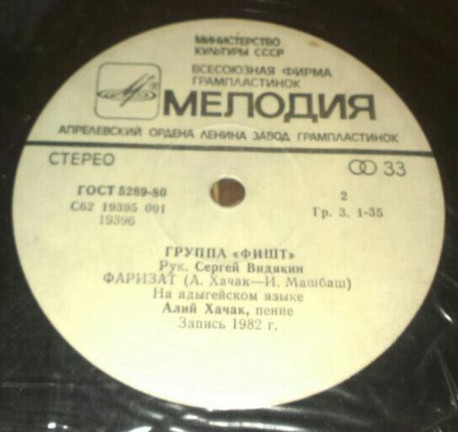 МИНИСТЕРСТВО
КУЛЬТУРЫ СССР
ВСЕСОЮЗНАЯ ФИРМА
ГРАМПЛАСТИНОК
МЕЛОДИЯ
АПРЕЛЕВСКИЙ ОРДЕНА ЛЕНИНА ЗАВОД ГРАМПЛАСТИНОК
СТЕРЕО
33
ГОСТ 5289-80
2
С62 19395 001
Гр. 3. 1-35
19396
ГРУППА «ФИШТ»
Рук. Сергей Видякин
ФАРИЗАТ (А. Хачак—И. Машбаш)
На адыгейском языке
Алий Хачак, пение
Запись 1982 г.